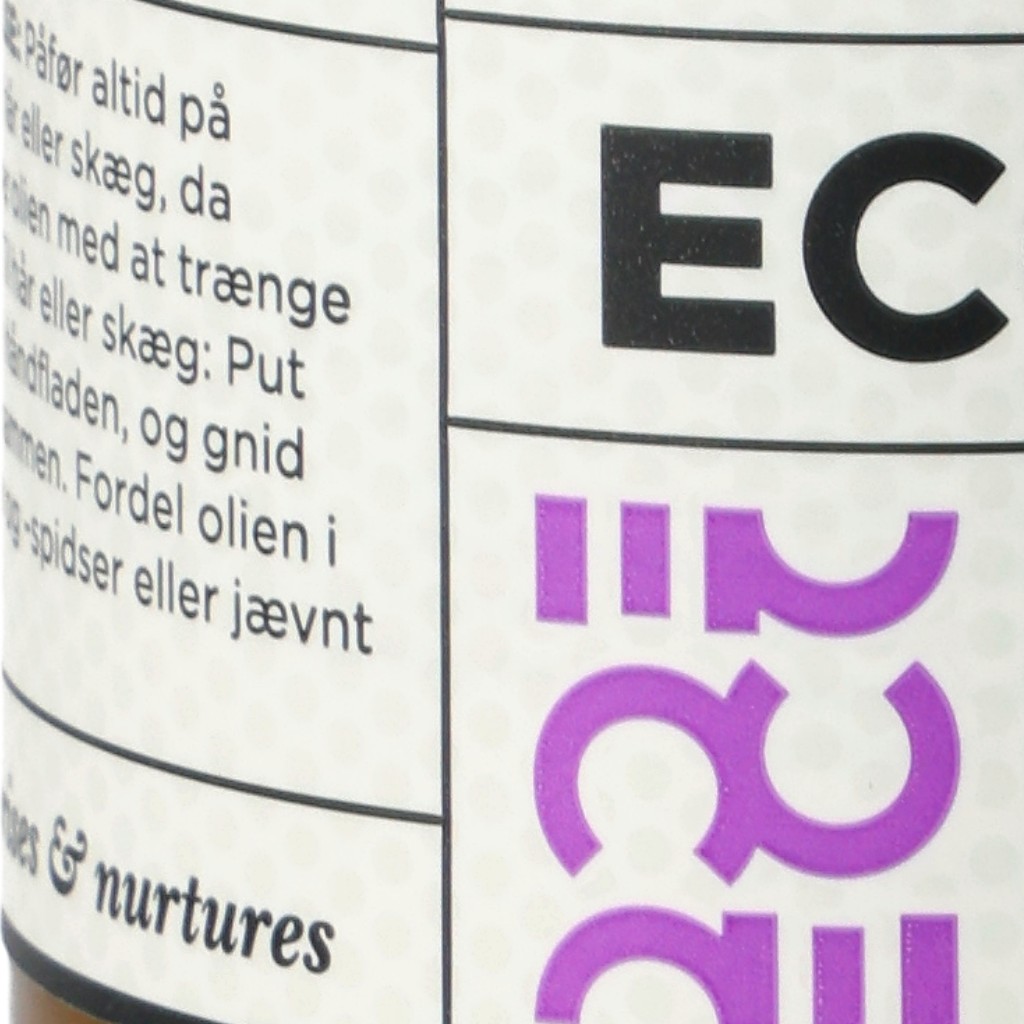 Påfør altid på
eller skæg, da
olien med at trænge
hår eller skæg: Put
håndfladen, og gnid
Fordel olien i
og -spidser eller jævnt
& nurtures
EC